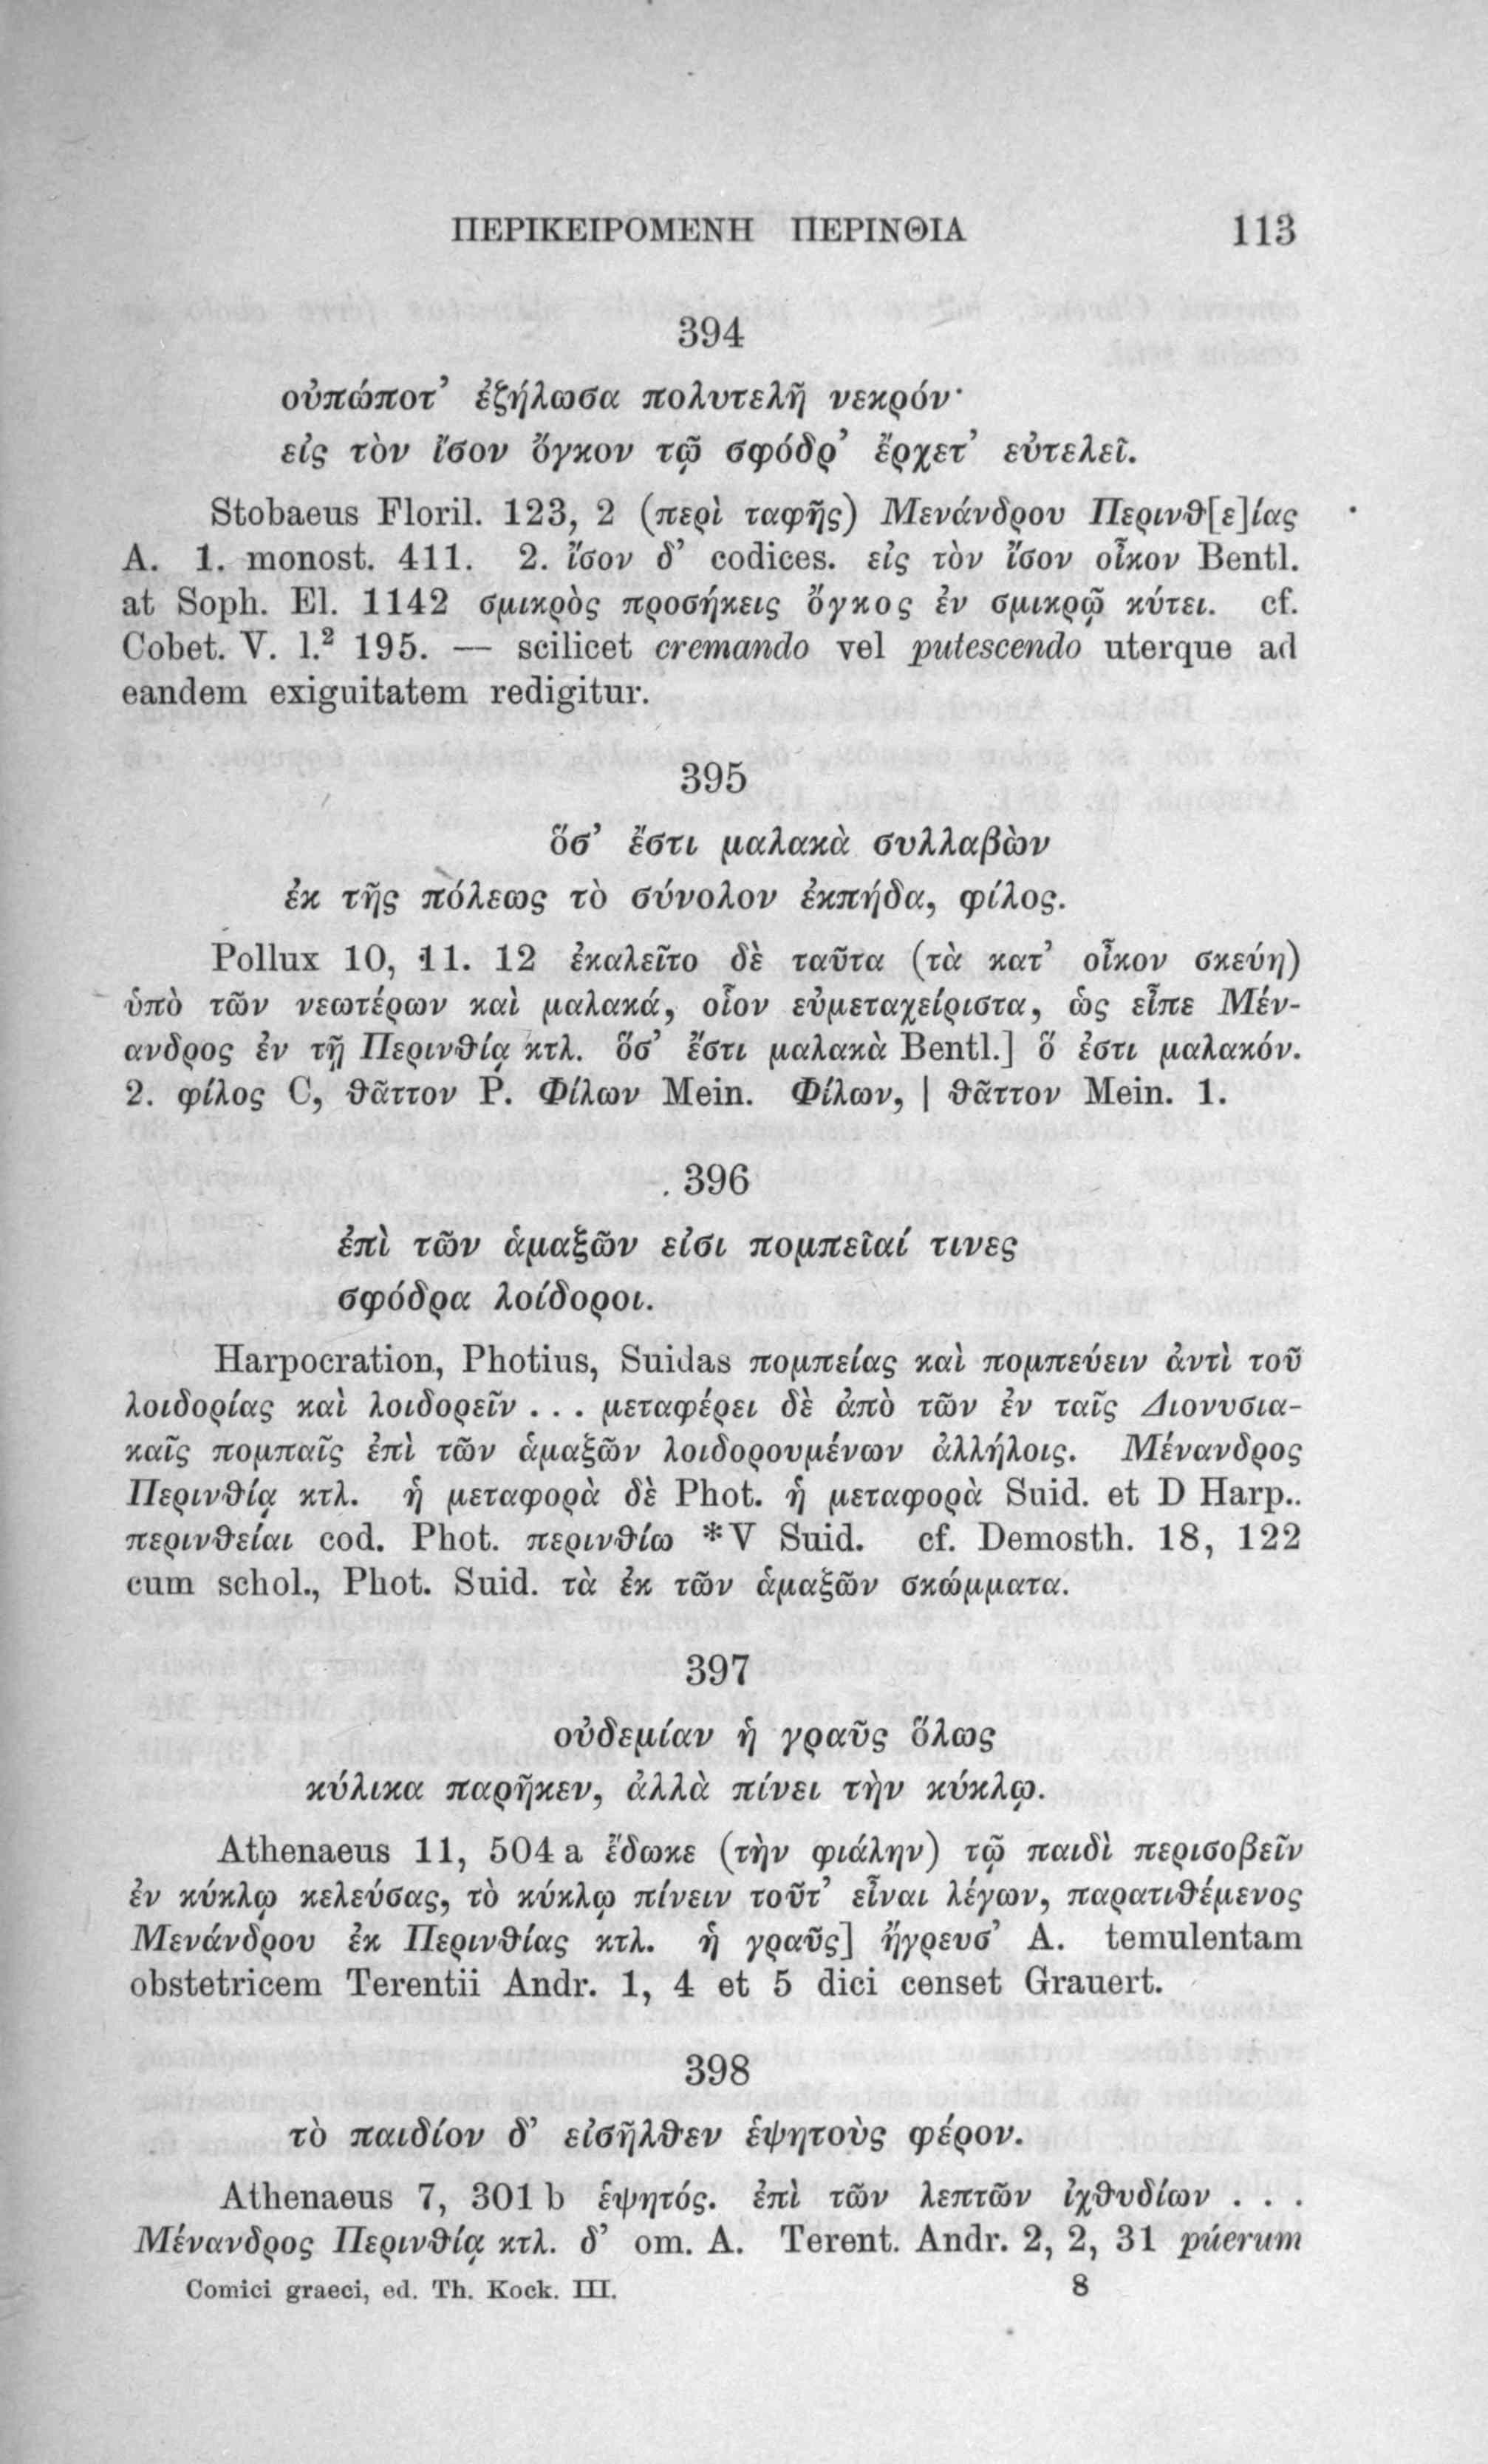 ΠΕΡΙΚΕΙΡΟΜΕΝΗ ΠΕΡΙΝΘΙΑ 113
394
οὐπώποτ’ ἐζήλωσα πολυτελῆ νεκρόν·
εἰς τὸν ἴσον ὄγκον τῷ σφόδρ’ ἔρχετ’ εὐτελεῖ.
Stobaeus Floril. 123, 2 (περὶ ταφῆς) Μενάνδρου Περινθ[ε]ίας
A. 1. monost. 411. 2. ἴσον δ’ codices. εἰς τὸν ἴσον οἶκον Bentl.
at Soph. El. 1142 σμικρὸς προσήκεις ὄγκος ἐν σμικρῷ κύτει. cf.
Cobet. V. l.² 195. — scilicet cremando vel putescendo uterque ad
eandem exiguitatem redigitur.
395
ὅσ’ ἔστι μαλακὰ συλλαβὼν
ἐκ τῆς πόλεως τὸ σύνολον ἐκπήδα, φίλος.
Pollux 10, 11. 12 ἐκαλεῖτο δὲ ταῦτα (τὰ κατ’ οἶκον σκεύη)
ὑπὸ τῶν νεωτέρων καὶ μαλακά, οἷον εὐμεταχείριστα, ὡς εἶπε Μέν-
ανδρος ἐν τῇ Περινθίᾳ κτλ. ὅσ’ ἔστι μαλακὰ Bentl.] ὅ ἐστι μαλακόν.
2. φίλος C, θᾶττον P. Φίλων Mein. Φίλων, | θᾶττον Mein. 1.
396
ἐπὶ τῶν ἁμαξῶν εἰσι πομπεῖαί τινες
σφόδρα λοίδοροι.
Harpocration, Photius, Suidas πομπείας καὶ πομπεύειν ἀντὶ τοῦ
λοιδορίας καὶ λοιδορεῖν . . . μεταφέρει δὲ ἀπὸ τῶν ἐν ταῖς Διονυσια-
καῖς πομπαῖς ἐπὶ τῶν ἁμαξῶν λοιδορουμένων ἀλλήλοις. Μένανδρος
Περινθίᾳ κτλ. ἡ μεταφορὰ δὲ Phot. ἡ μεταφορὰ Suid. et D Harp..
περινθείαι cod. Phot. περινθίω *V Suid. cf. Demosth. 18, 122
cum schol., Phot. Suid. τὰ ἐκ τῶν ἁμαξῶν σκώμματα.
397
οὐδεμίαν ἡ γραῦς ὅλως
κύλικα παρῆκεν, ἀλλὰ πίνει τὴν κύκλῳ.
Athenaeus 11, 504 a ἔδωκε (τὴν φιάλην) τῷ παιδὶ περισοβεῖν
ἐν κύκλῳ κελεύσας, τὸ κύκλῳ πίνειν τοῦτ’ εἶναι λέγων, παρατιθέμενος
Μενάνδρου ἐκ Περινθίας κτλ. ἡ γραῦς] ἤγρευσ’ A. temulentam
obstetricem Terentii Andr. 1, 4 et 5 dici censet Grauert.
398
τὸ παιδίον δ’ εἰσῆλθεν ἑψητοὺς φέρον.
Athenaeus 7, 301 b ἑψητός. ἐπὶ τῶν λεπτῶν ἰχθυδίων . . .
Μένανδρος Περινθίᾳ κτλ. δ’ om. A. Terent. Andr. 2, 2, 31 púerum
Comici graeci, ed. Th. Kock. III. 8